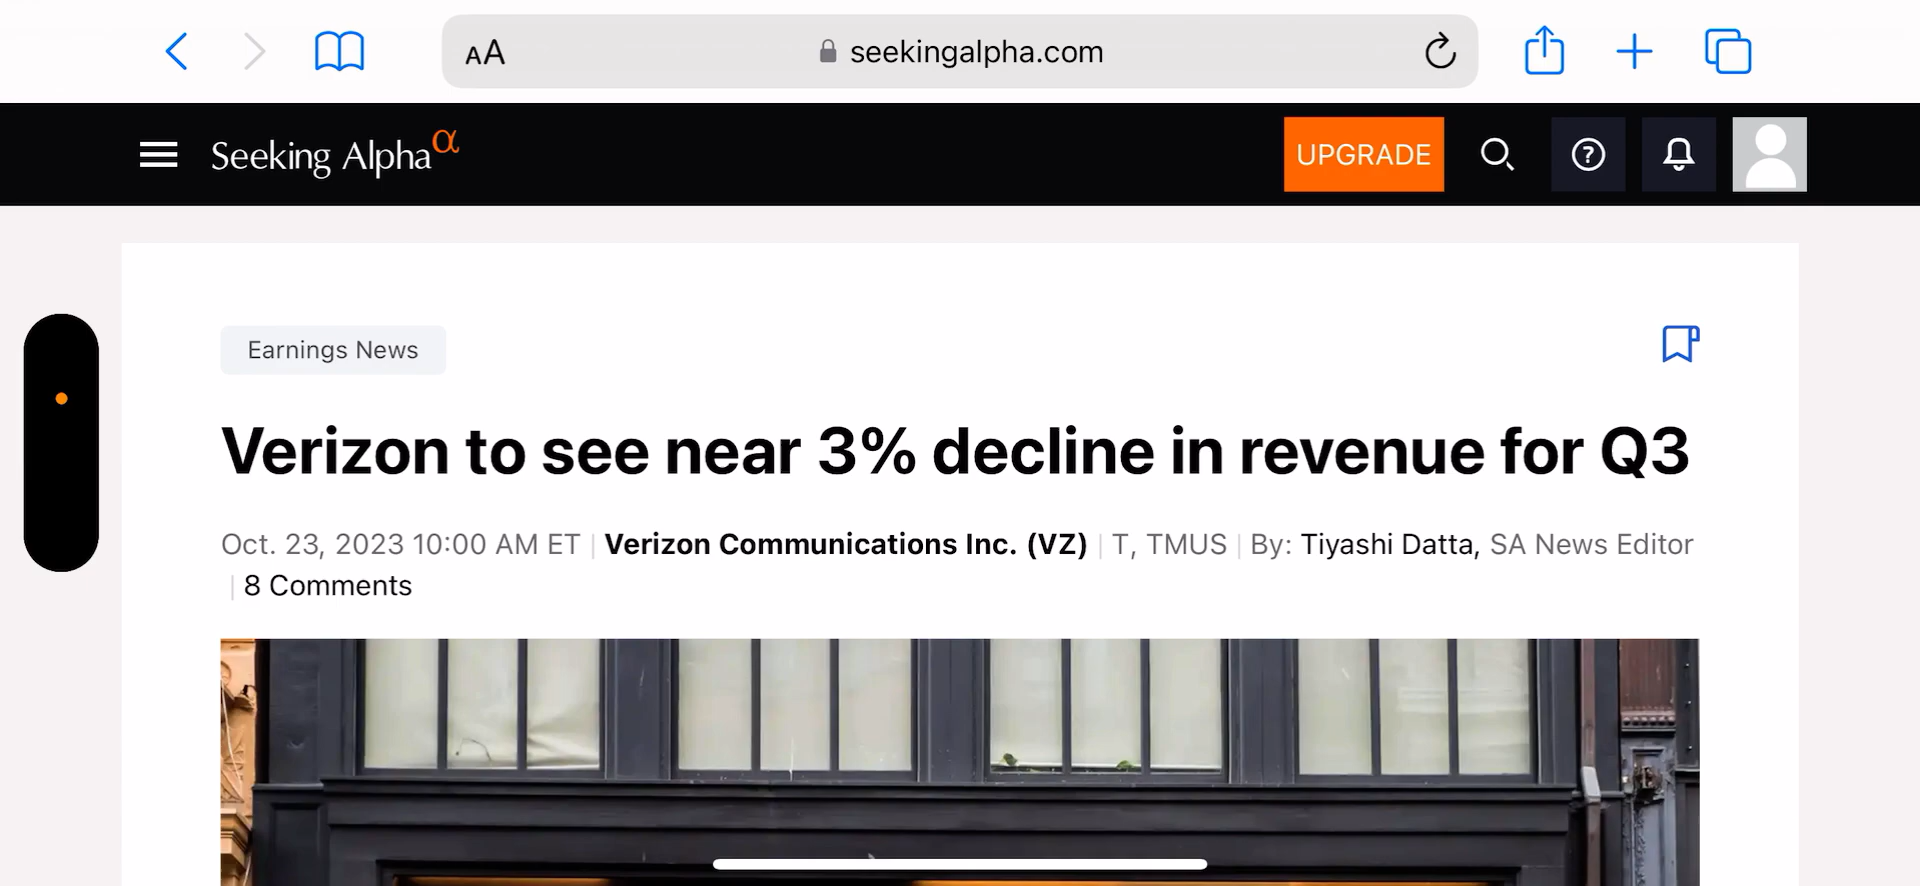 AA seekingalpha.com
Seeking Alpha α UPGRADE
Earnings News
Verizon to see near 3% decline in revenue for Q3
Oct. 23, 2023 10:00 AM ET | Verizon Communications Inc. (VZ) | T, TMUS | By: Tiyashi Datta, SA News Editor
| 8 Comments